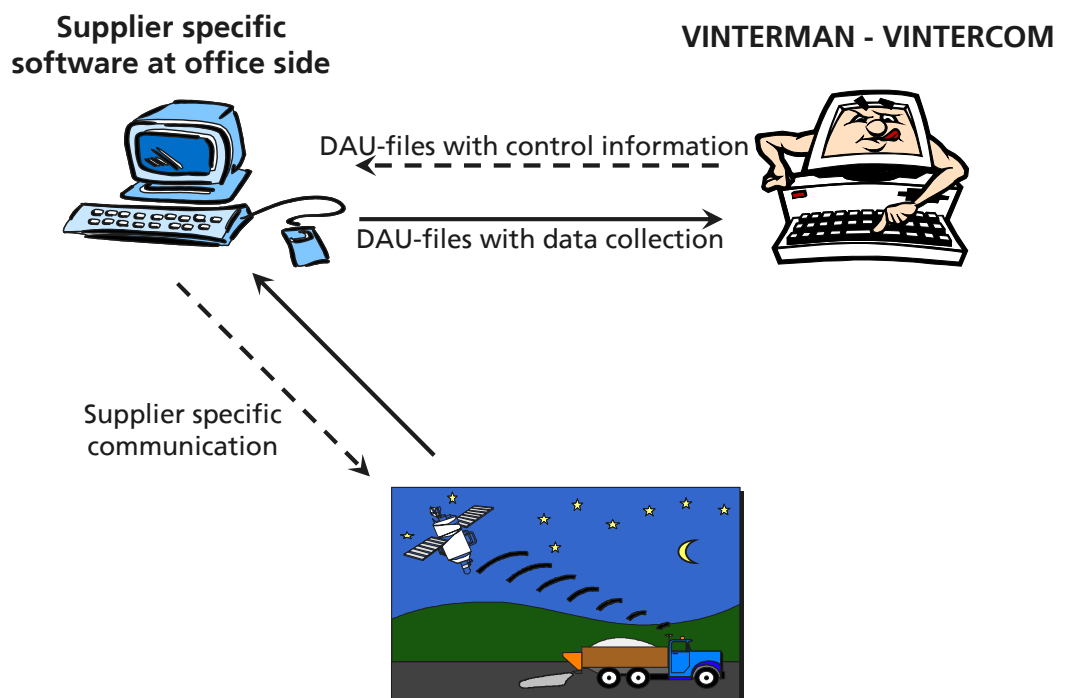 Supplier specific
software at office side
VINTERMAN - VINTERCOM
DAU-files with control information
DAU-files with data collection
Supplier specific
communication